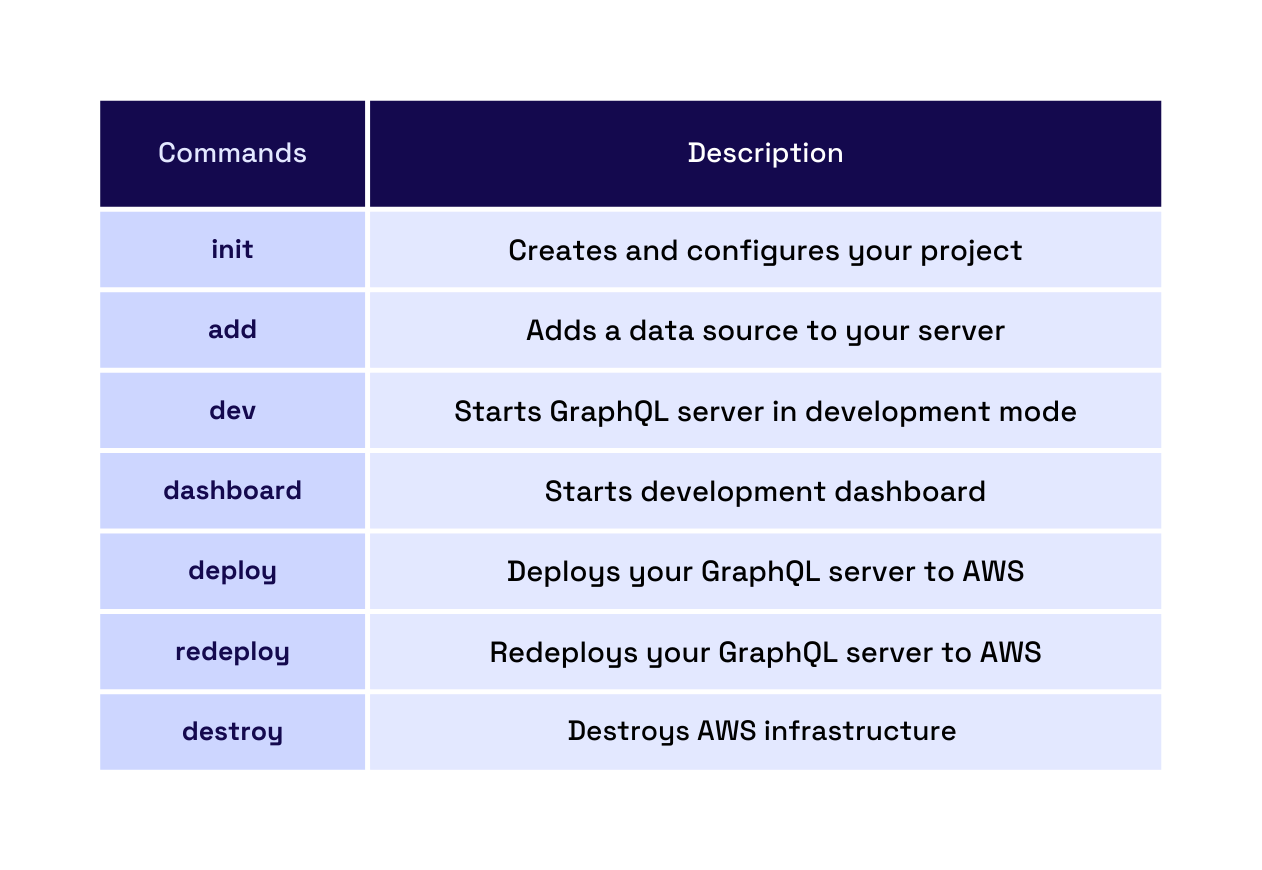 Commands Description
init Creates and configures your project
add Adds a data source to your server
dev Starts GraphQL server in development mode
dashboard Starts development dashboard
deploy Deploys your GraphQL server to AWS
redeploy Redeploys your GraphQL server to AWS
destroy Destroys AWS infrastructure